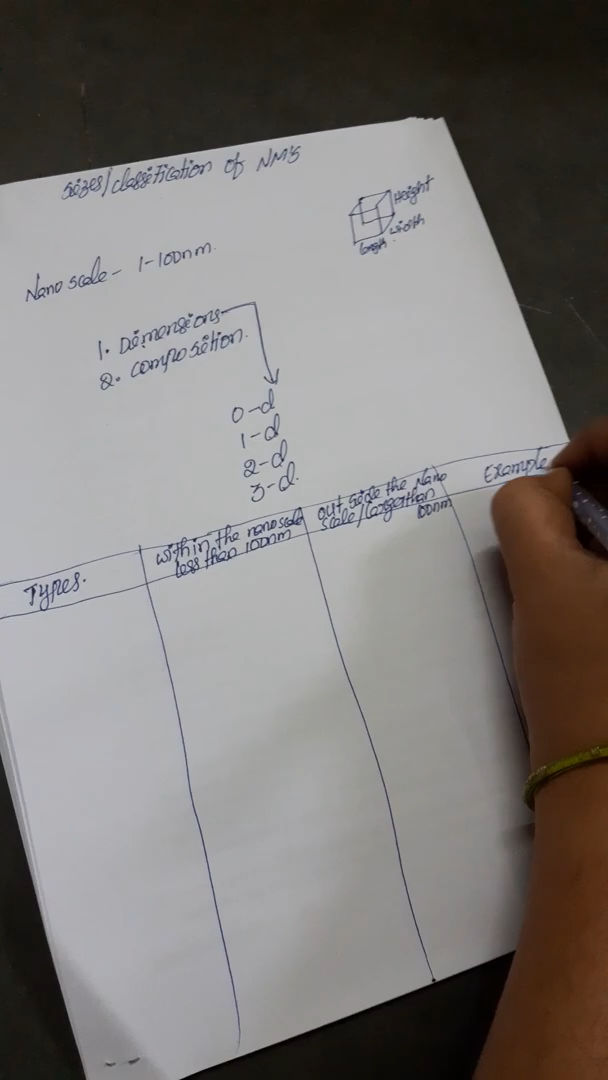 sizes/classification of NM's
Height
width
length
Nano scale - 1-100nm.
1. Dimensions
2. composition.
0-d
1-d
2-d
3-d.
Types.
within the nanoscale
less than 100nm
out side the Nano
scale/larger than
100nm
Example